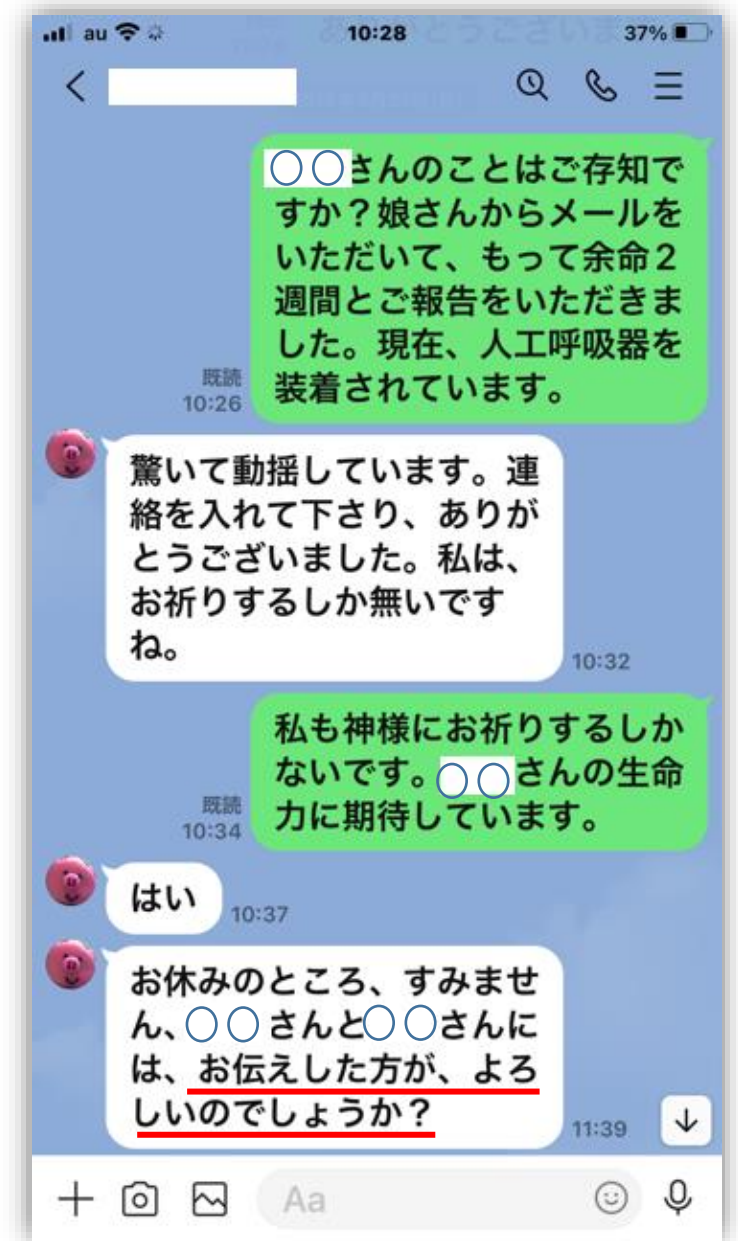 au 10:28 37%
〇〇さんのことはご存知で
すか？娘さんからメールを
いただいて、もって余命２
週間とご報告をいただきま
した。現在、人工呼吸器を
装着されています。
既読
10:26
驚いて動揺しています。連
絡を入れて下さり、ありが
とうございました。私は、
お祈りするしか無いです
ね。
10:32
私も神様にお祈りするしか
ないです。〇〇さんの生命
力に期待しています。
既読
10:34
はい
10:37
お休みのところ、すみませ
ん、〇〇さんと〇〇さんに
は、お伝えした方が、よろ
しいのでしょうか？
11:39
Aa